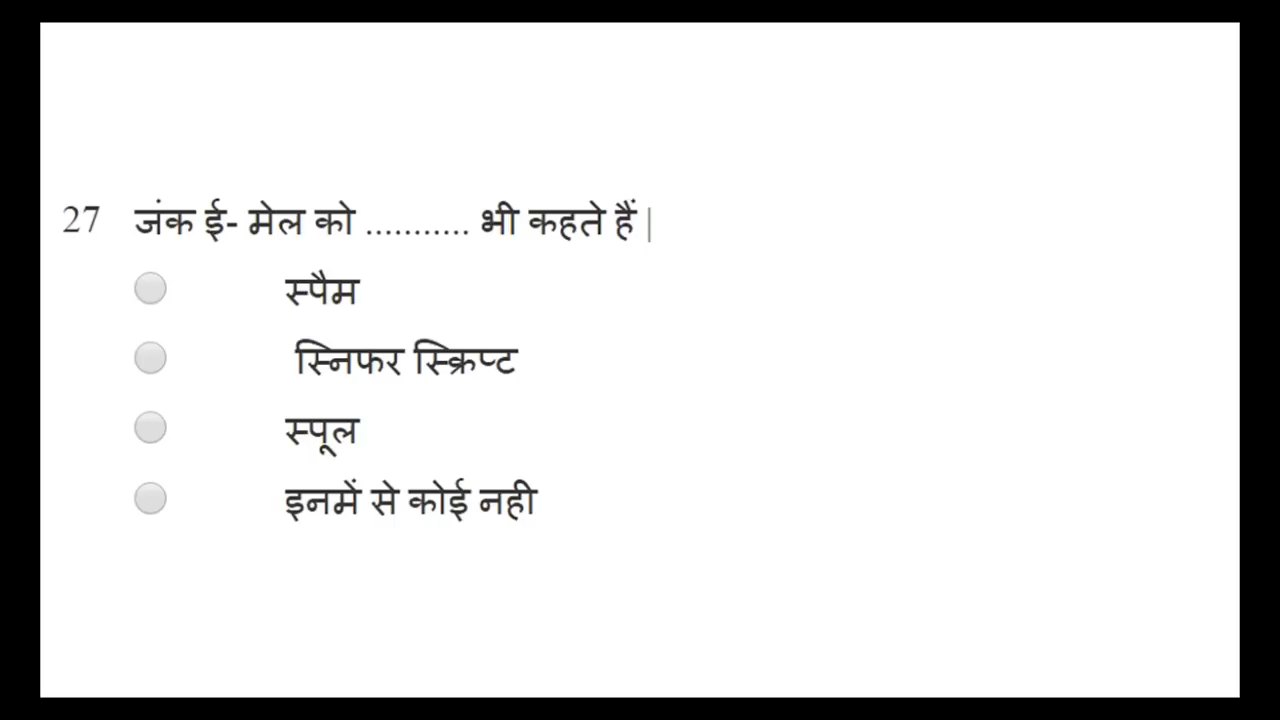 27 जंक ई- मेल को ........... भी कहते हैं |
स्पैम
स्निफर स्क्रिप्ट
स्पूल
इनमें से कोई नही